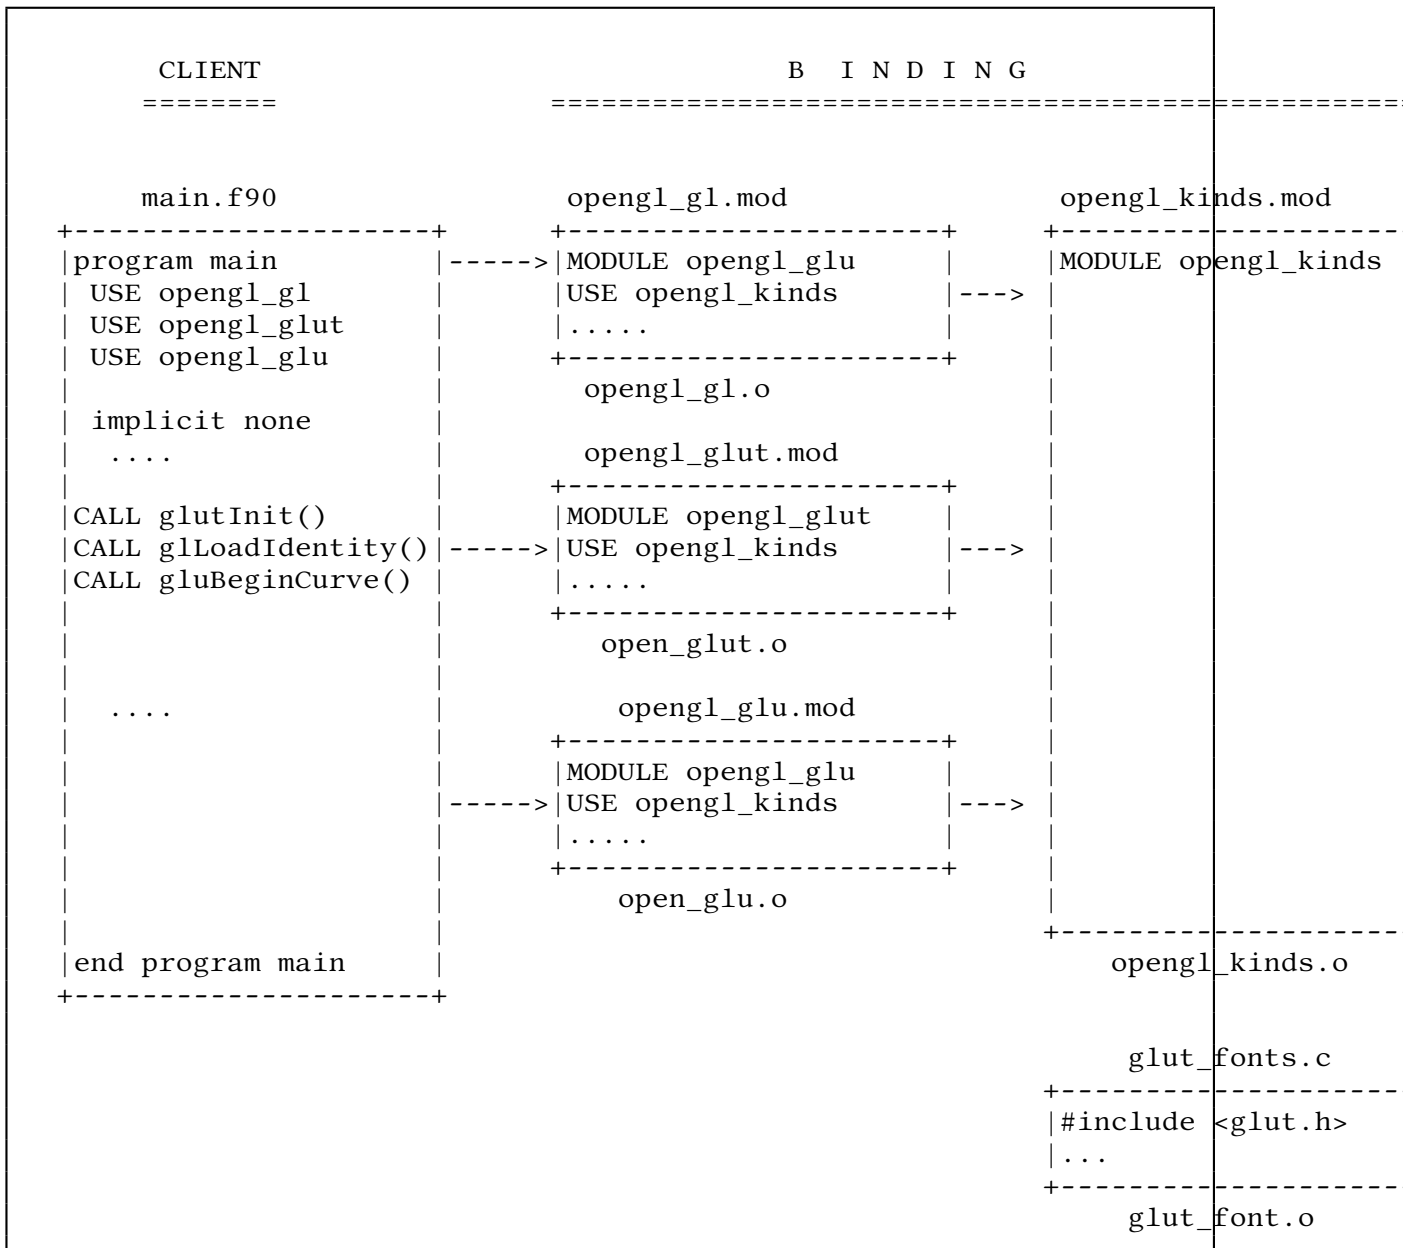 CLIENT                               B  I N D I N G
========                ===================================================

     main.f90                 opengl_gl.mod                opengl_kinds.mod
+---------------------+      +----------------------+     +--------------------
|program main         |----->|MODULE opengl_glu     |     |MODULE opengl_kinds
| USE opengl_gl       |      |USE opengl_kinds      |---> |
| USE opengl_glut     |      |.....                 |     |
| USE opengl_glu      |      +----------------------+     |
|                     |        opengl_gl.o                |
| implicit none       |                                   |
|  ....               |        opengl_glut.mod            |
|                     |      +----------------------+     |
|CALL glutInit()      |      |MODULE opengl_glut    |     |
|CALL glLoadIdentity()|----->|USE opengl_kinds      |---> |
|CALL gluBeginCurve() |      |.....                 |     |
|                     |      +----------------------+     |
|                     |         open_glut.o               |
|                     |                                   |
|  ....               |          opengl_glu.mod           |
|                     |      +----------------------+     |
|                     |      |MODULE opengl_glu     |     |
|                     |----->|USE opengl_kinds      |---> |
|                     |      |.....                 |     |
|                     |      +----------------------+     |
|                     |          open_glu.o               |
|                     |                                   +--------------------
|end program main     |                                       opengl_kinds.o
+---------------------+

                                                               glut_fonts.c
                                                          +--------------------
                                                          |#include <glut.h>
                                                          |...
                                                          +--------------------
                                                               glut_font.o